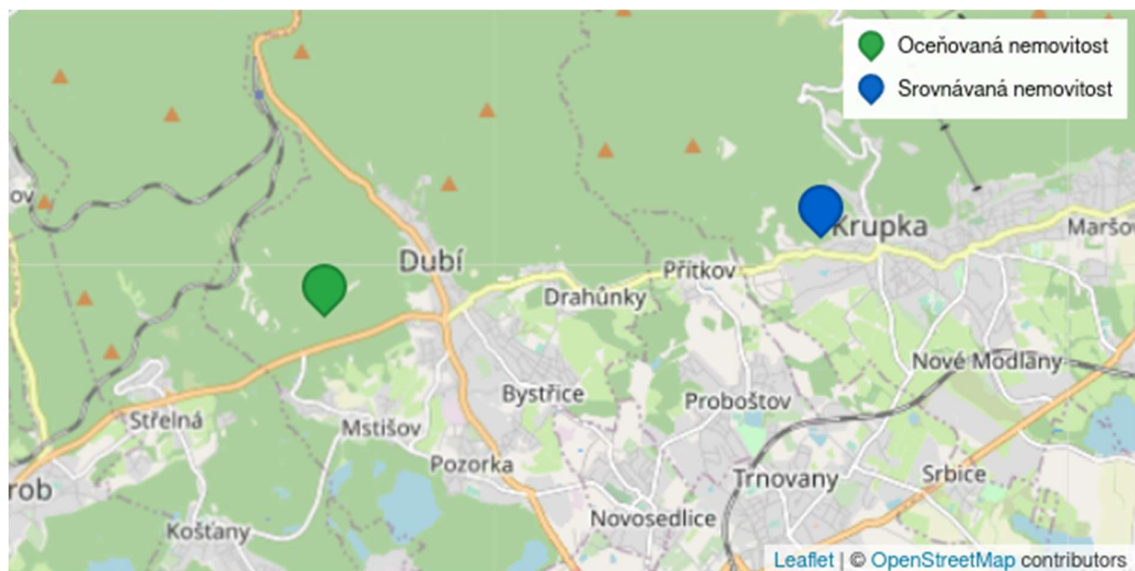 Oceňovaná nemovitost
Srovnávaná nemovitost
ov
Krupka
Maršov
Dubí
Přítkov
Drahůnky
Nové Modlany
Bystřice
Proboštov
Střelná
Mstišov
Pozorka
Trnovany
Srbice
rob
Novosedlice
Košťany
Leaflet | © OpenStreetMap contributors